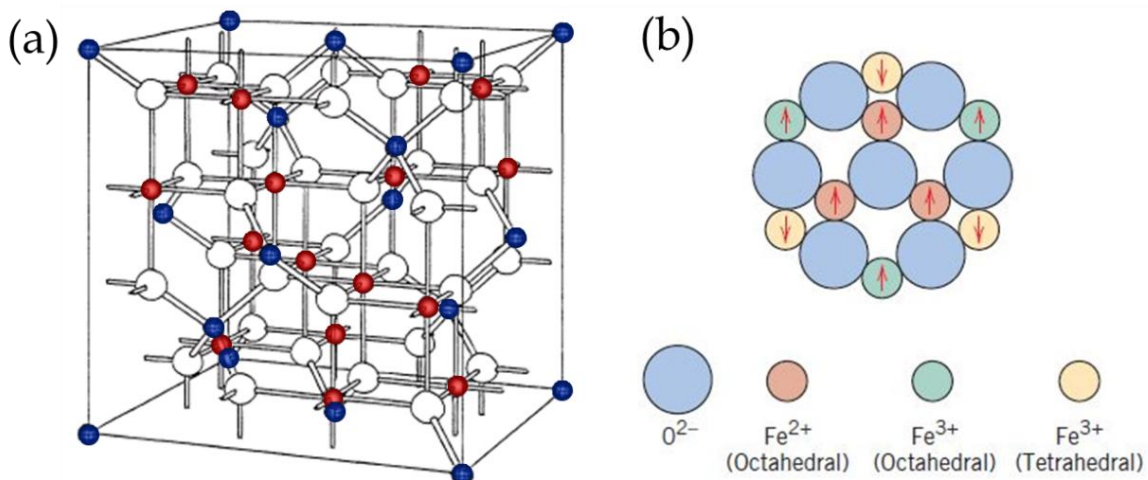 (a)
(b)
O²⁻
Fe²⁺
(Octahedral)
Fe³⁺
(Octahedral)
Fe³⁺
(Tetrahedral)